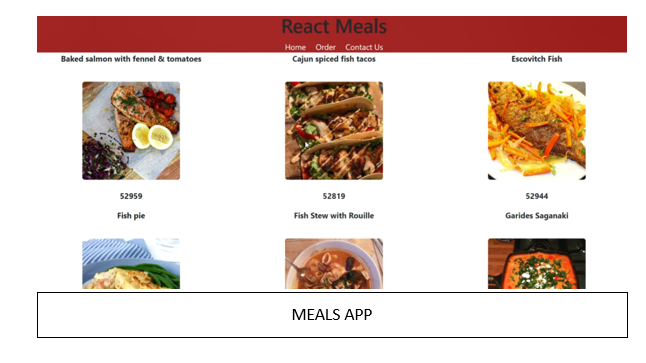 React Meals
Home Order Contact Us
Baked salmon with fennel & tomatoes Cajun spiced fish tacos Escovitch Fish
52959 52819 52944
Fish pie Fish Stew with Rouille Garides Saganaki
MEALS APP